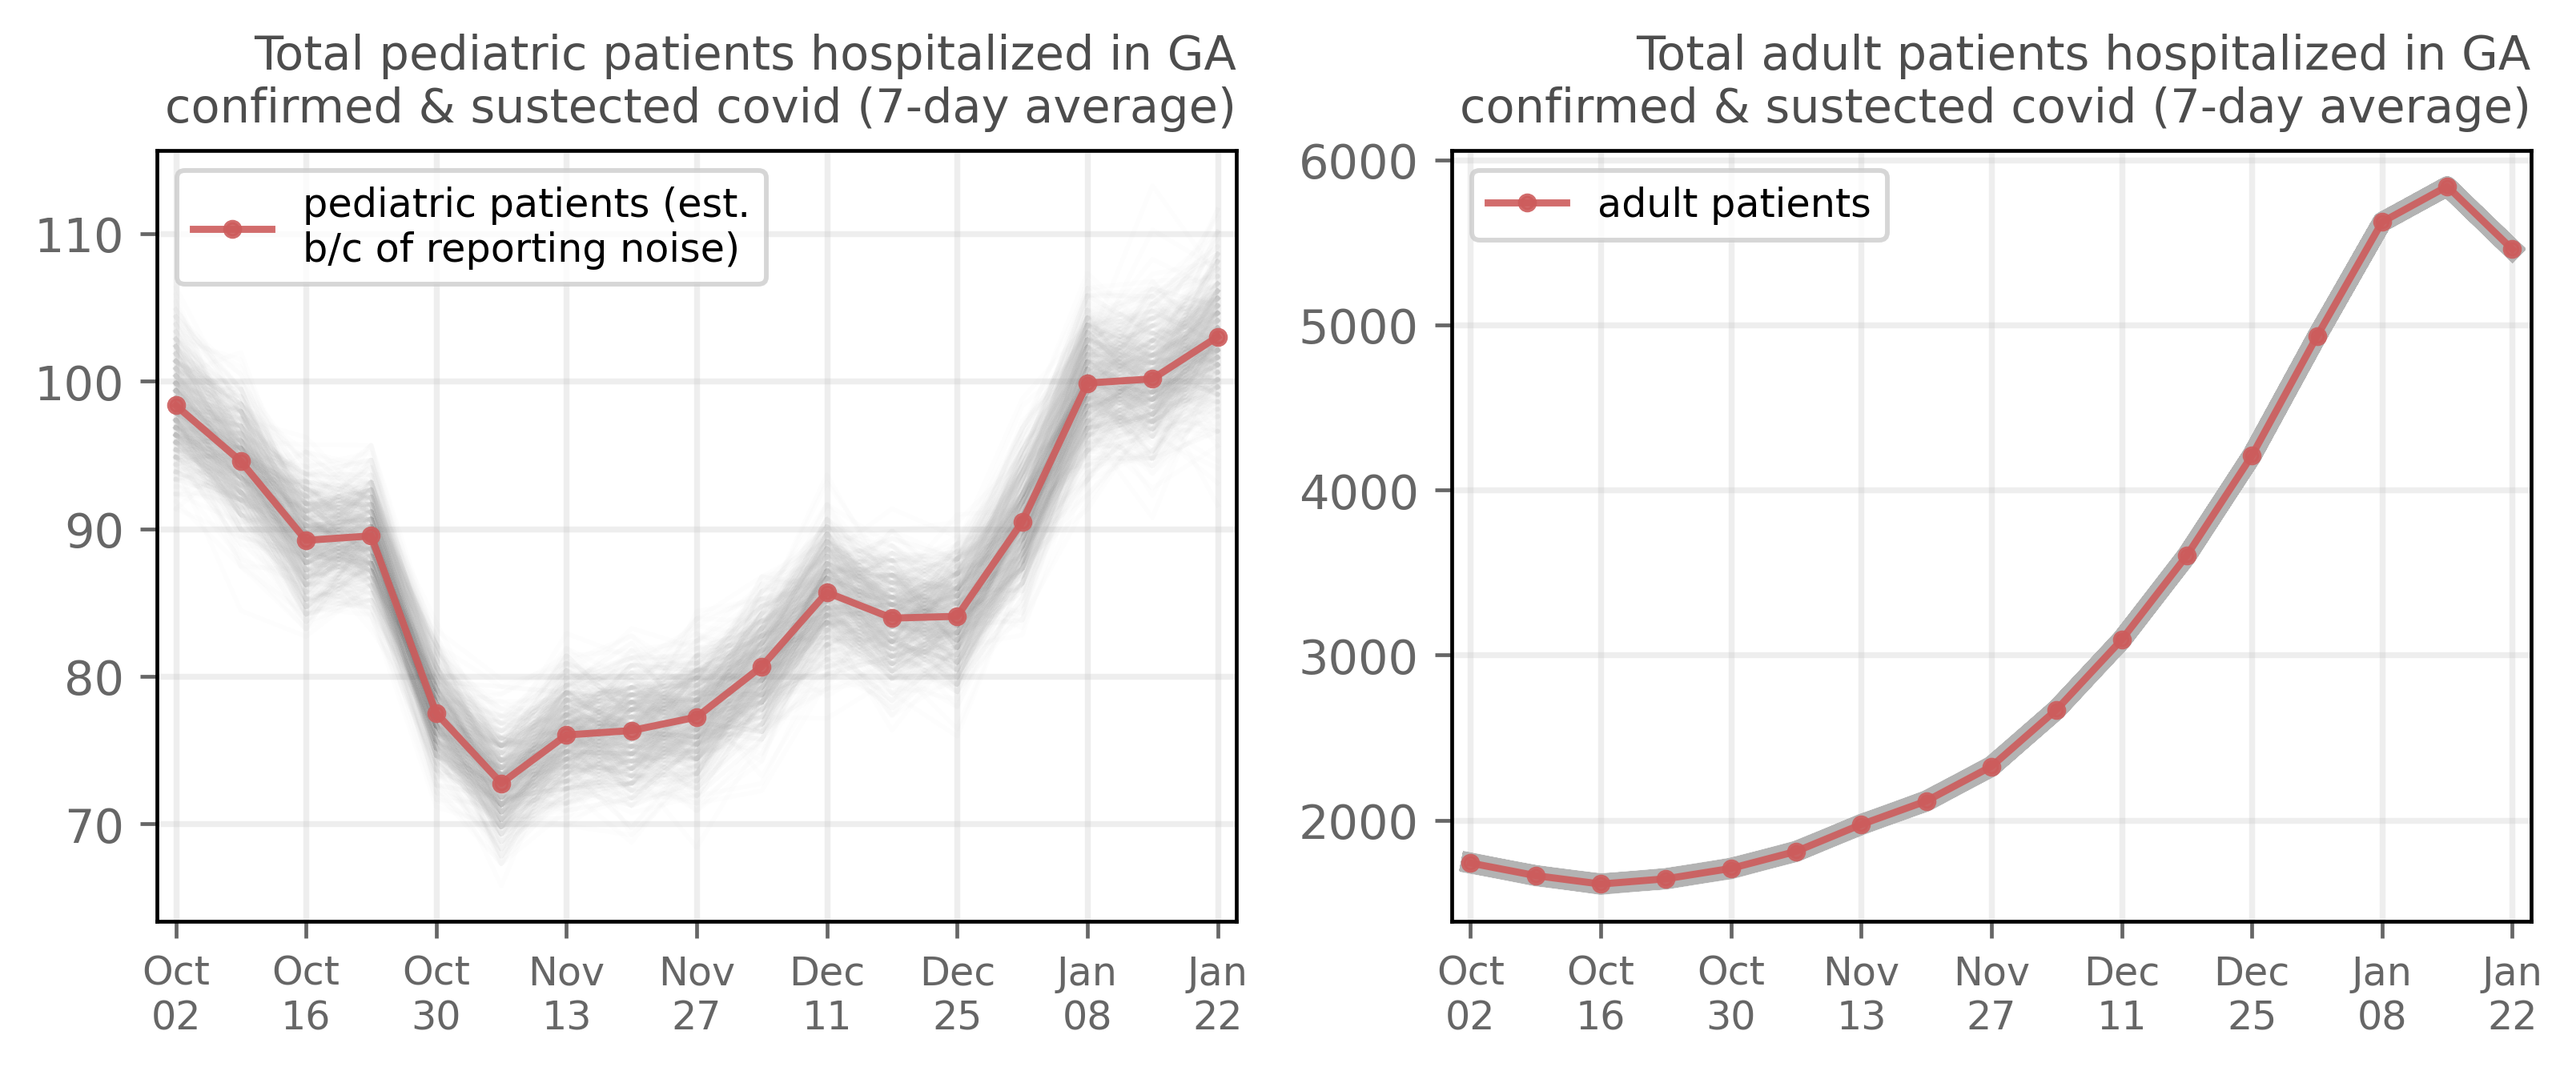 Total pediatric patients hospitalized in GA
confirmed & sustected covid (7-day average)
pediatric patients (est.
b/c of reporting noise)
110
100
90
80
70
Oct Oct Oct Nov Nov Dec Dec Jan Jan
02 16 30 13 27 11 25 08 22
Total adult patients hospitalized in GA
confirmed & sustected covid (7-day average)
adult patients
6000
5000
4000
3000
2000
Oct Oct Oct Nov Nov Dec Dec Jan Jan
02 16 30 13 27 11 25 08 22